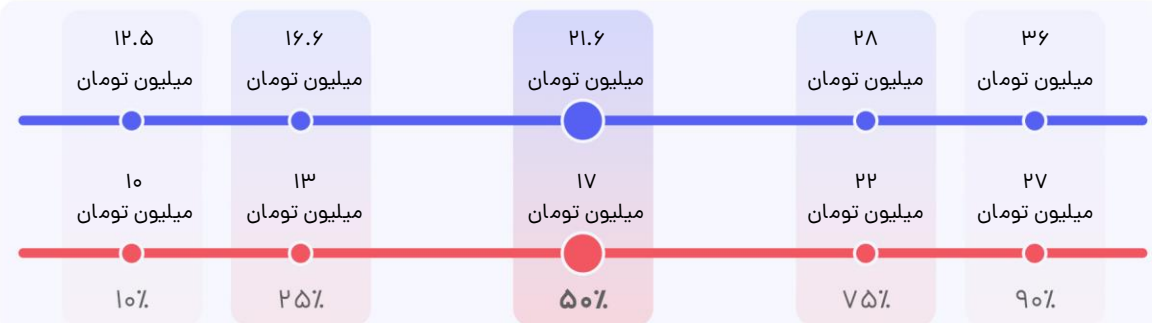 ۱۲.۵ ۱۶.۶ ۲۱.۶ ۲۸ ۳۶
میلیون تومان میلیون تومان میلیون تومان میلیون تومان میلیون تومان
۱۰ ۱۳ ۱۷ ۲۲ ۲۷
میلیون تومان میلیون تومان میلیون تومان میلیون تومان میلیون تومان
۱۰٪ ۲۵٪ ۵۰٪ ۷۵٪ ۹۰٪